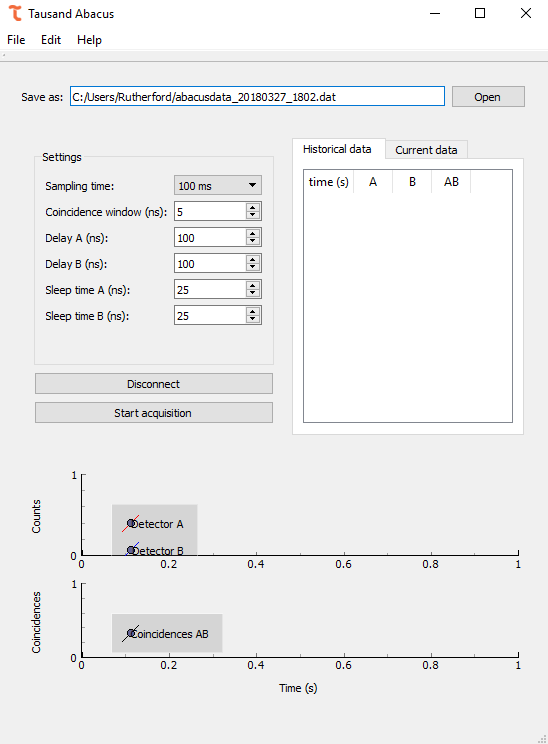 Tausand Abacus
File Edit Help
Save as: C:/Users/Rutherford/abacusdata_20180327_1802.dat Open
Settings
Sampling time: 100 ms
Coincidence window (ns): 5
Delay A (ns): 100
Delay B (ns): 100
Sleep time A (ns): 25
Sleep time B (ns): 25
Disconnect
Start acquisition
Historical data Current data
time (s) A B AB
1
Counts
Detector A
Detector B
0
0 0.2 0.4 0.6 0.8 1
1
Coincidences
Coincidences AB
0
0 0.2 0.4 0.6 0.8 1
Time (s)